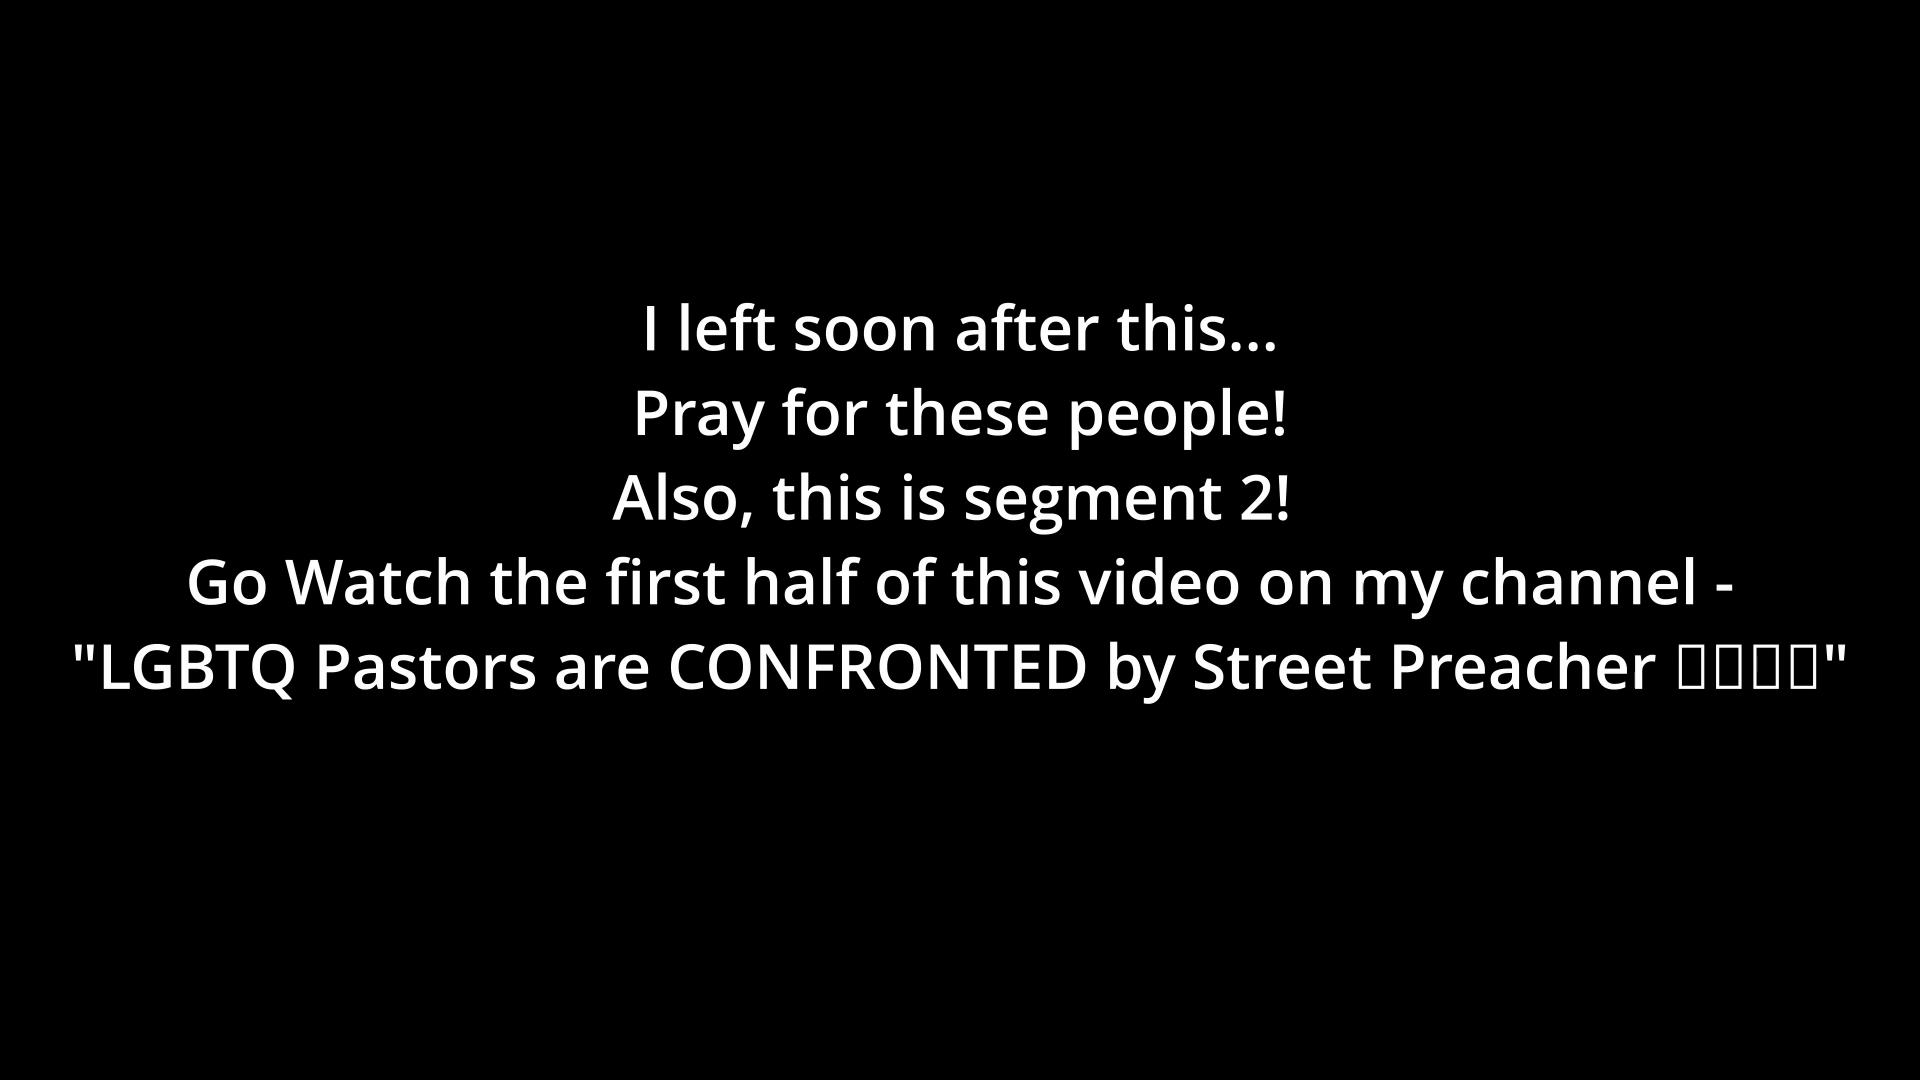 I left soon after this...
Pray for these people!
Also, this is segment 2!
Go Watch the first half of this video on my channel -
"LGBTQ Pastors are CONFRONTED by Street Preacher "